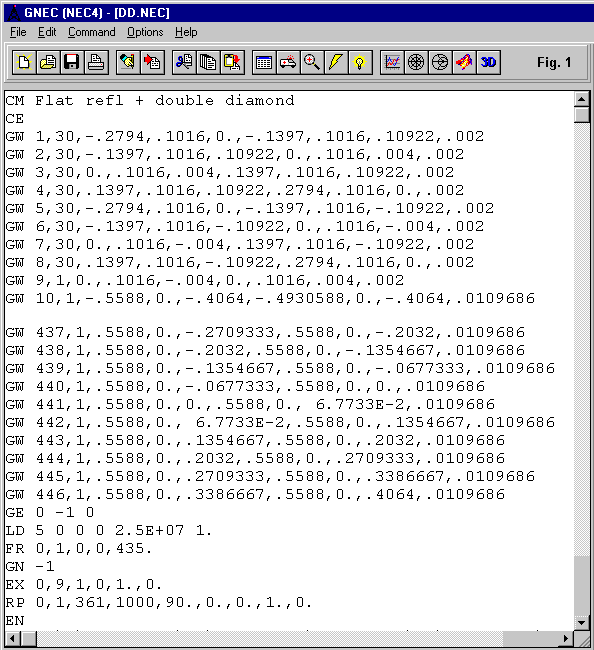 GNEC (NEC4) - [DD.NEC]
File Edit Command Options Help
3D Fig. 1
CM Flat refl + double diamond
CE
GW 1,30,-.2794,.1016,0.,-.1397,.1016,.10922,.002
GW 2,30,-.1397,.1016,.10922,0.,.1016,.004,.002
GW 3,30,0.,.1016,.004,.1397,.1016,.10922,.002
GW 4,30,.1397,.1016,.10922,.2794,.1016,0.,.002
GW 5,30,-.2794,.1016,0.,-.1397,.1016,-.10922,.002
GW 6,30,-.1397,.1016,-.10922,0.,.1016,-.004,.002
GW 7,30,0.,.1016,-.004,.1397,.1016,-.10922,.002
GW 8,30,.1397,.1016,-.10922,.2794,.1016,0.,.002
GW 9,1,0.,.1016,-.004,0.,.1016,.004,.002
GW 10,1,-.5588,0.,-.4064,-.4930588,0.,-.4064,.0109686
GW 437,1,.5588,0.,-.2709333,.5588,0.,-.2032,.0109686
GW 438,1,.5588,0.,-.2032,.5588,0.,-.1354667,.0109686
GW 439,1,.5588,0.,-.1354667,.5588,0.,-.0677333,.0109686
GW 440,1,.5588,0.,-.0677333,.5588,0.,0.,.0109686
GW 441,1,.5588,0.,0.,.5588,0., 6.7733E-2,.0109686
GW 442,1,.5588,0., 6.7733E-2,.5588,0.,.1354667,.0109686
GW 443,1,.5588,0.,.1354667,.5588,0.,.2032,.0109686
GW 444,1,.5588,0.,.2032,.5588,0.,.2709333,.0109686
GW 445,1,.5588,0.,.2709333,.5588,0.,.3386667,.0109686
GW 446,1,.5588,0.,.3386667,.5588,0.,.4064,.0109686
GE 0 -1 0
LD 5 0 0 0 2.5E+07 1.
FR 0,1,0,0,435.
GN -1
EX 0,9,1,0,1.,0.
RP 0,1,361,1000,90.,0.,0.,1.,0.
EN